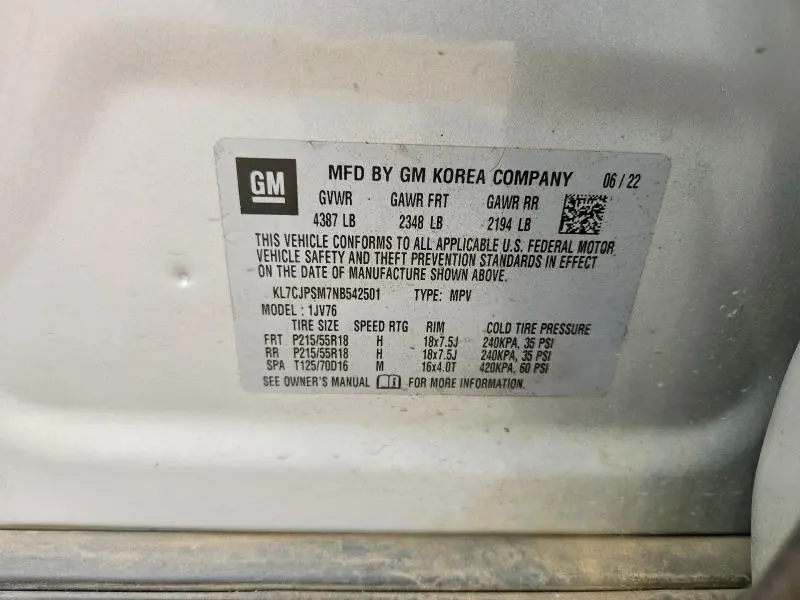 GM
MFD BY GM KOREA COMPANY 06 / 22
GVWR GAWR FRT GAWR RR
4387 LB 2348 LB 2194 LB
THIS VEHICLE CONFORMS TO ALL APPLICABLE U.S. FEDERAL MOTOR
VEHICLE SAFETY AND THEFT PREVENTION STANDARDS IN EFFECT
ON THE DATE OF MANUFACTURE SHOWN ABOVE.
KL7CJPSM7NB542501 TYPE: MPV
MODEL : 1JV76
TIRE SIZE SPEED RTG RIM COLD TIRE PRESSURE
FRT P215/55R18 H 18x7.5J 240KPA, 35 PSI
RR P215/55R18 H 18x7.5J 240KPA, 35 PSI
SPA T125/70D16 M 16x4.0T 420KPA, 60 PSI
SEE OWNER'S MANUAL FOR MORE INFORMATION.